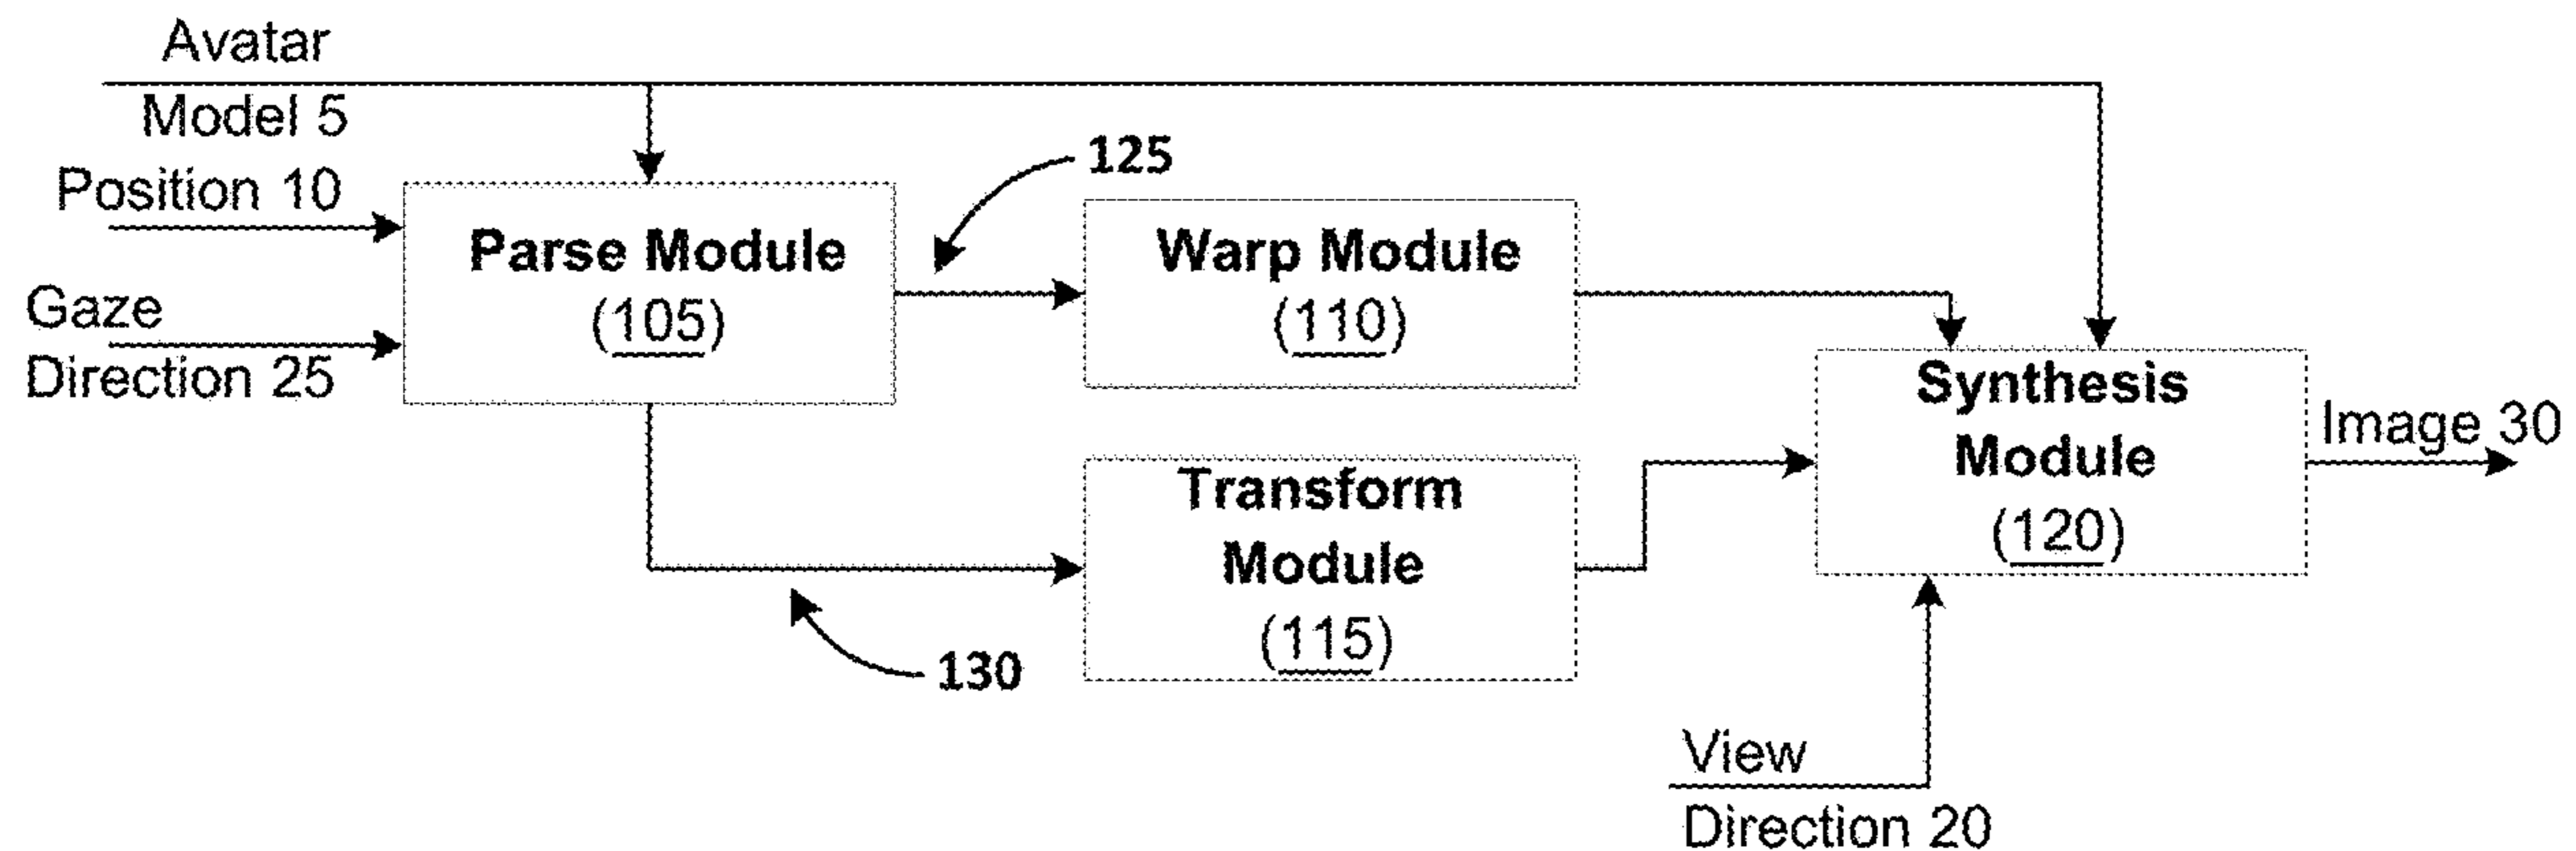 Avatar
Model 5
Position 10
Gaze
Direction 25
Parse Module
(105)
125
Warp Module
(110)
130
Transform
Module
(115)
Synthesis
Module
(120)
Image 30
View
Direction 20